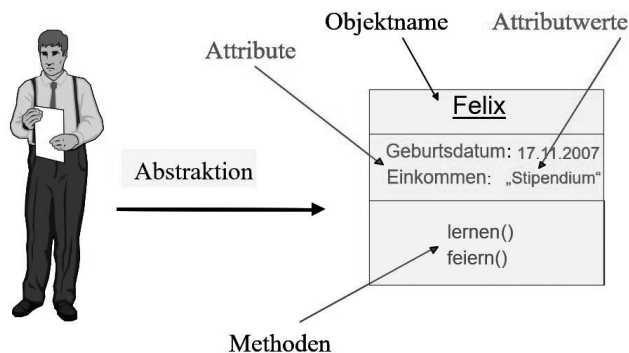 Objektname
Attributwerte
Attribute
Felix
Geburtsdatum: 17.11.2007
Einkommen: „Stipendium“
Abstraktion
lernen()
feiern()
Methoden